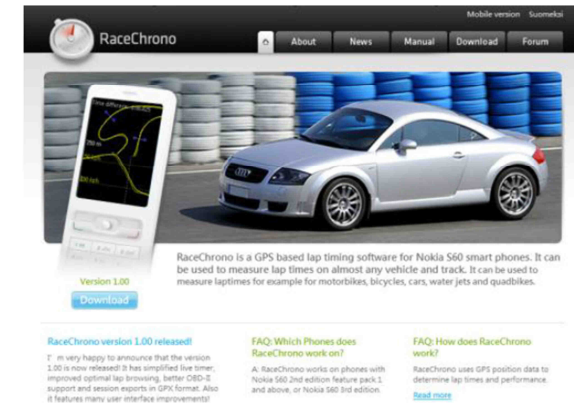 Mobile version Suomeksi
RaceChrono
About News Manual Download Forum
250 m
RaceChrono is a GPS based lap timing software for Nokia S60 smart phones. It can
be used to measure lap times on almost any vehicle and track. It can be used to
measure laptimes for example for motorbikes, bicycles, cars, water jets and quadbikes.
Version 1.00
Download
RaceChrono version 1.00 released!
I' m very happy to announce that the version
1.00 is now released! It has simplified live timer,
improved optimal lap browsing, better OBD-II
support and session exports in GPX format. Also
it features many user interface improvements!
FAQ: Which Phones does
RaceChrono work on?
A: RaceChrono works on phones with
Nokia S60 2nd edition feature pack 1
and above, or Nokia S60 3rd edition.
FAQ: How does RaceChrono
work?
RaceChrono uses GPS position data to
determine lap times and performance.
Read more